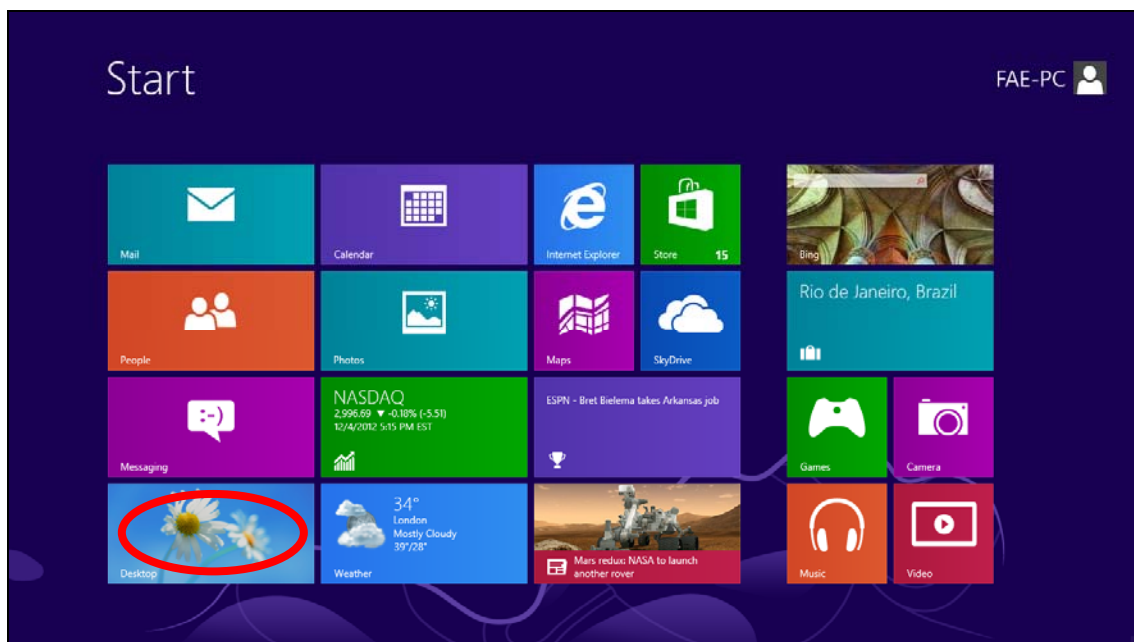 Start
FAE-PC
Mail
Calendar
Internet Explorer
Store 15
Bing
People
Photos
Maps
SkyDrive
Rio de Janeiro, Brazil
:-)
Messaging
NASDAQ
2,996.69 ▼ -0.18% (-5.51)
12/4/2012 5:15 PM EST
ESPN - Bret Bielema takes Arkansas job
Games
Camera
Desktop
34°
London
Mostly Cloudy
39°/28°
Weather
Mars redux: NASA to launch
another rover
Music
Video